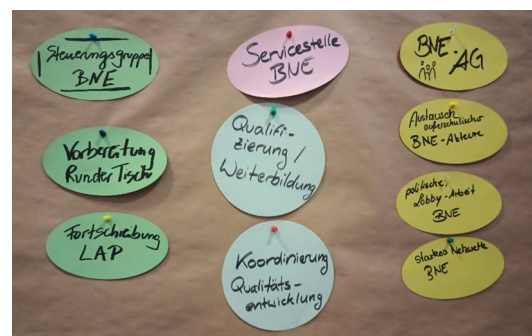 Steuerungsgruppe
BNE
Vorbereitung
Runder Tisch
Fortschreibung
LAP
Servicestelle
BNE
Qualifi-
zierung /
Weiterbildung
Koordinierung
Qualitäts-
entwicklung
BNE-
AG
Austausch
außerschulischer
BNE-Akteure
politische
Lobby-Arbeit
BNE
Starkes Netzwerk
BNE